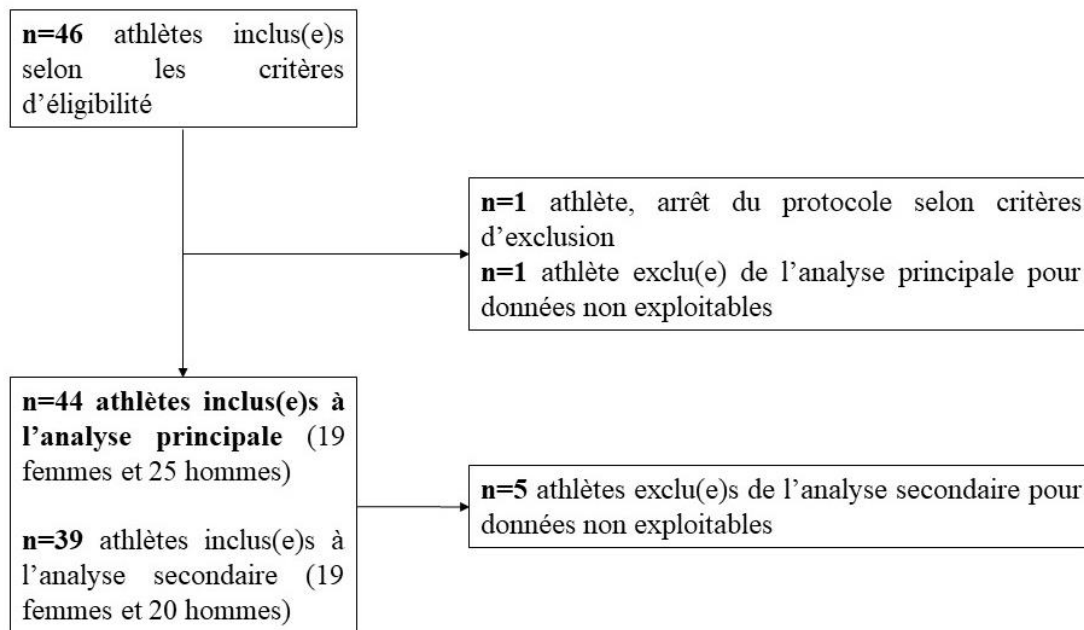 n=46 athlètes inclus(e)s
selon les critères
d’éligibilité
n=1 athlète, arrêt du protocole selon critères
d’exclusion
n=1 athlète exclu(e) de l’analyse principale pour
données non exploitables
n=44 athlètes inclus(e)s à
l’analyse principale (19
femmes et 25 hommes)
n=39 athlètes inclus(e)s à
l’analyse secondaire (19
femmes et 20 hommes)
n=5 athlètes exclu(e)s de l’analyse secondaire pour
données non exploitables